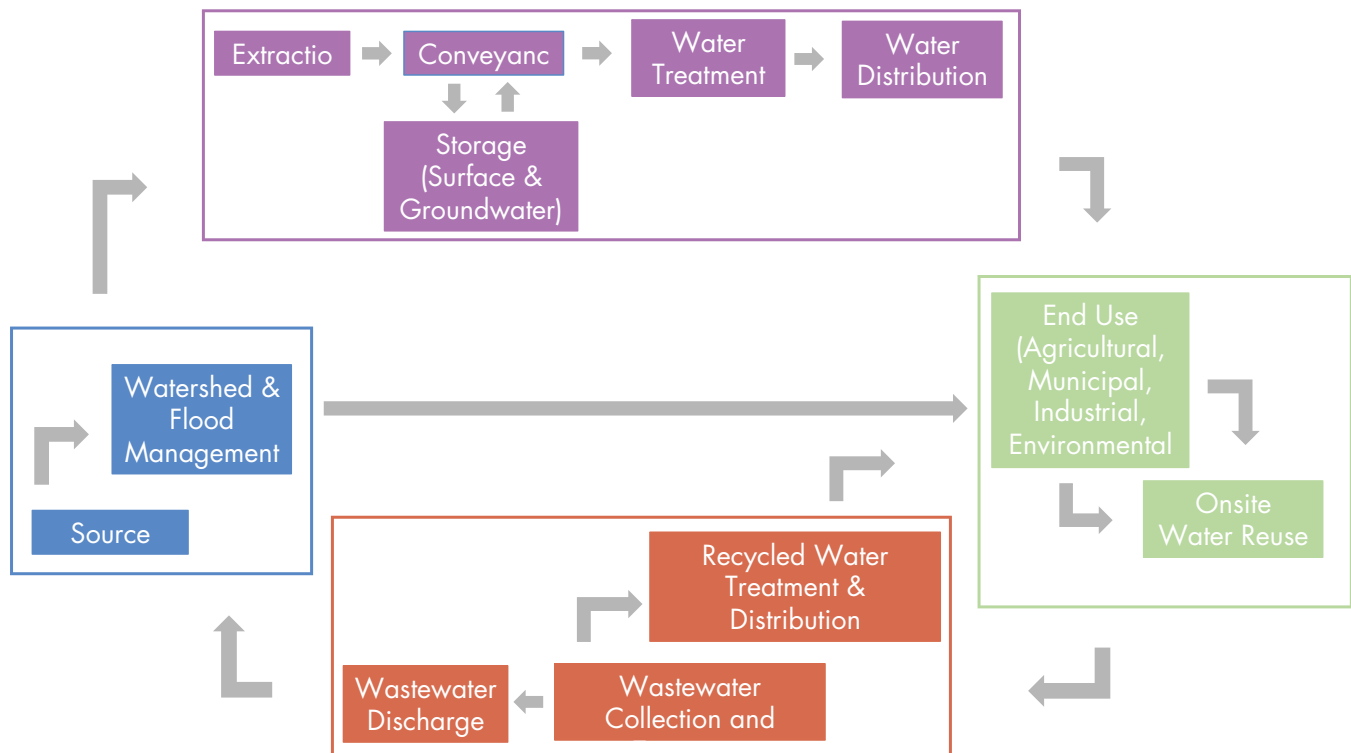 Extractio
Conveyanc
Water
Treatment
Water
Distribution
Storage
(Surface &
Groundwater)
Watershed &
Flood
Management
Source
End Use
(Agricultural,
Municipal,
Industrial,
Environmental
Onsite
Water Reuse
Recycled Water
Treatment &
Distribution
Wastewater
Discharge
Wastewater
Collection and